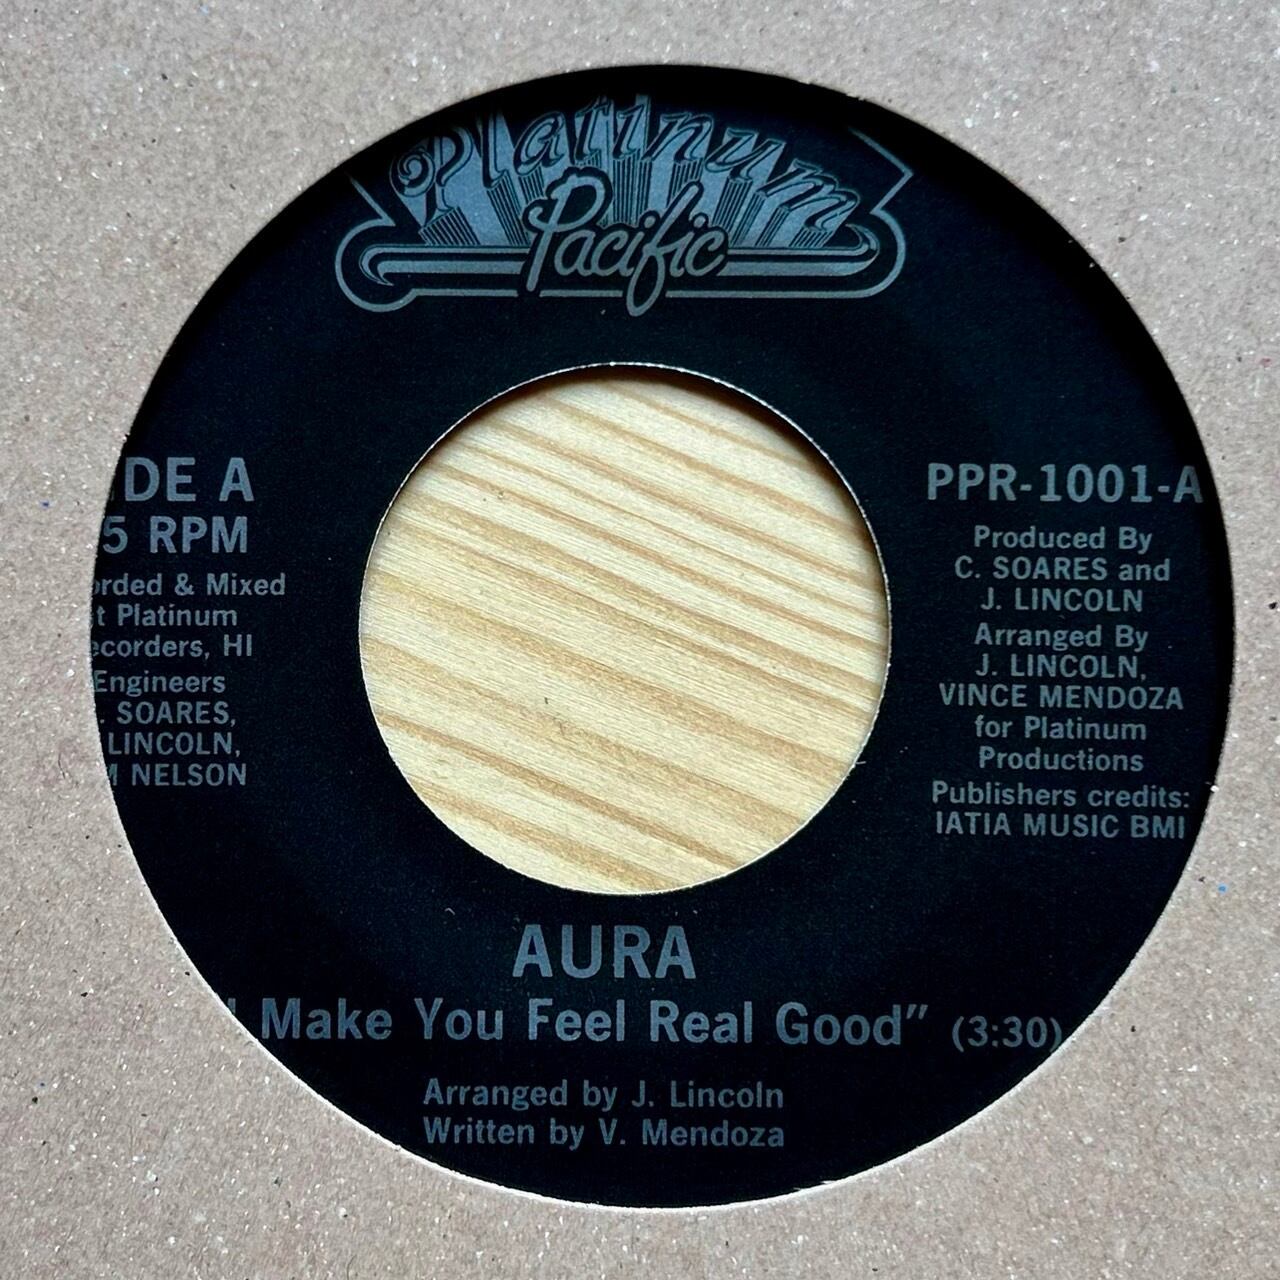 Platinum
Pacific
DE A
5 RPM
orded & Mixed
t Platinum
ecorders, HI
Engineers
. SOARES,
LINCOLN,
NELSON
PPR-1001-A
Produced By
C. SOARES and
J. LINCOLN
Arranged By
J. LINCOLN,
VINCE MENDOZA
for Platinum
Productions
Publishers credits:
IATIA MUSIC BMI
AURA
Make You Feel Real Good" (3:30)
Arranged by J. Lincoln
Written by V. Mendoza